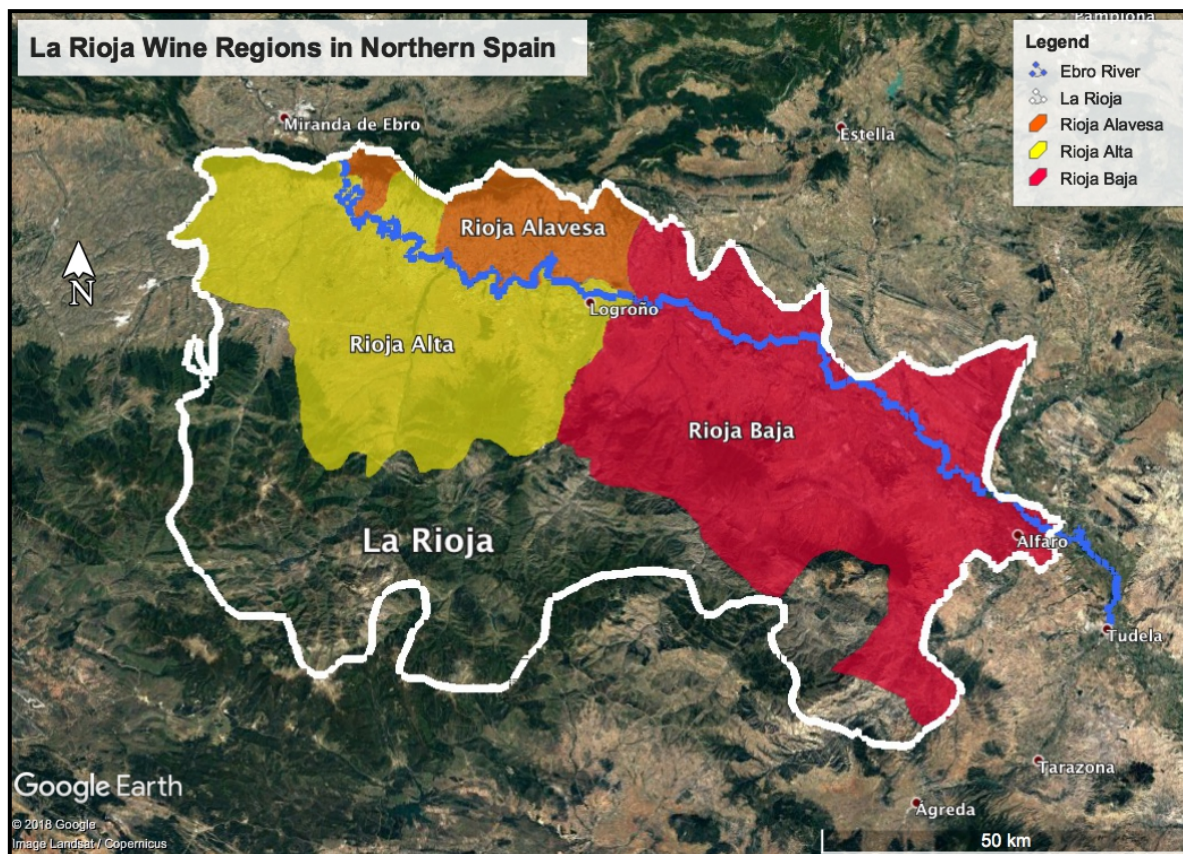 La Rioja Wine Regions in Northern Spain
Pamplona
Legend
Ebro River
La Rioja
Rioja Alavesa
Rioja Alta
Rioja Baja
Miranda de Ebro
Estella
Rioja Alavesa
N
Logroño
Rioja Alta
Rioja Baja
La Rioja
Alfaro
Tudela
Tarazona
Google Earth
Ágreda
© 2018 Google
Image Landsat / Copernicus
50 km